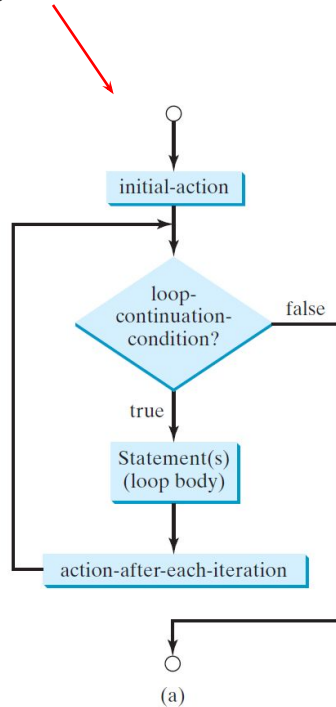 initial-action
loop-
continuation-
condition?
false
true
Statement(s)
(loop body)
action-after-each-iteration
(a)